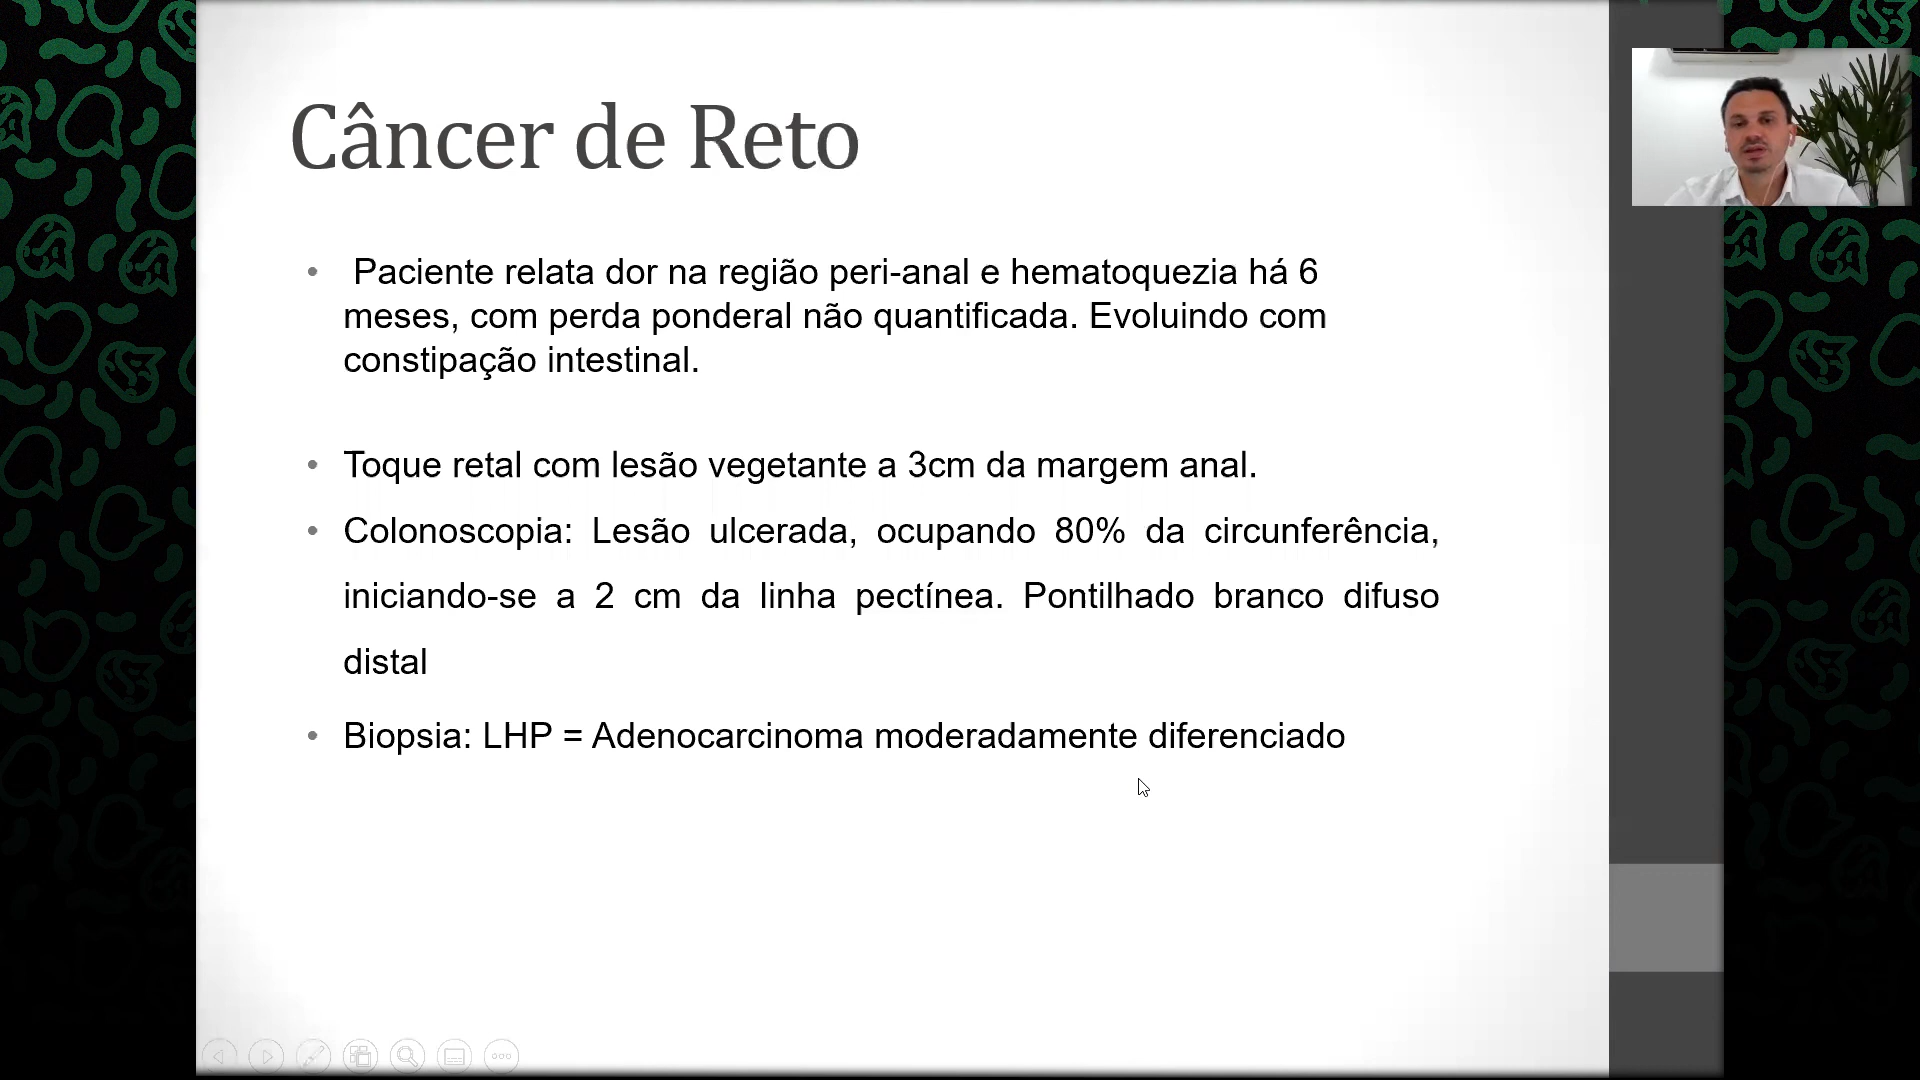 Câncer de Reto
• Paciente relata dor na região peri-anal e hematoquezia há 6
meses, com perda ponderal não quantificada. Evoluindo com
constipação intestinal.
• Toque retal com lesão vegetante a 3cm da margem anal.
• Colonoscopia: Lesão ulcerada, ocupando 80% da circunferência,
iniciando-se a 2 cm da linha pectínea. Pontilhado branco difuso
distal
• Biopsia: LHP = Adenocarcinoma moderadamente diferenciado